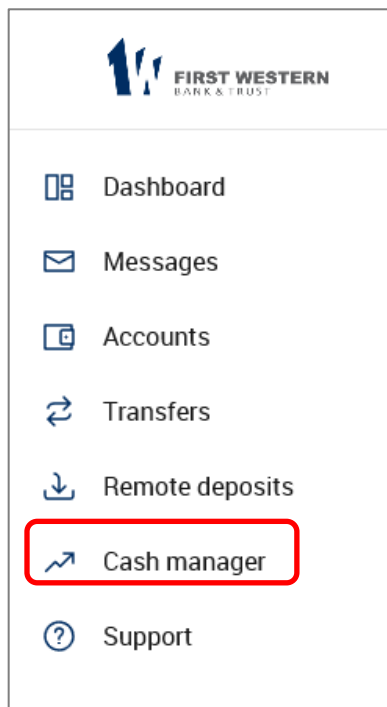 FIRST WESTERN
BANK & TRUST
Dashboard
Messages
Accounts
Transfers
Remote deposits
Cash manager
Support